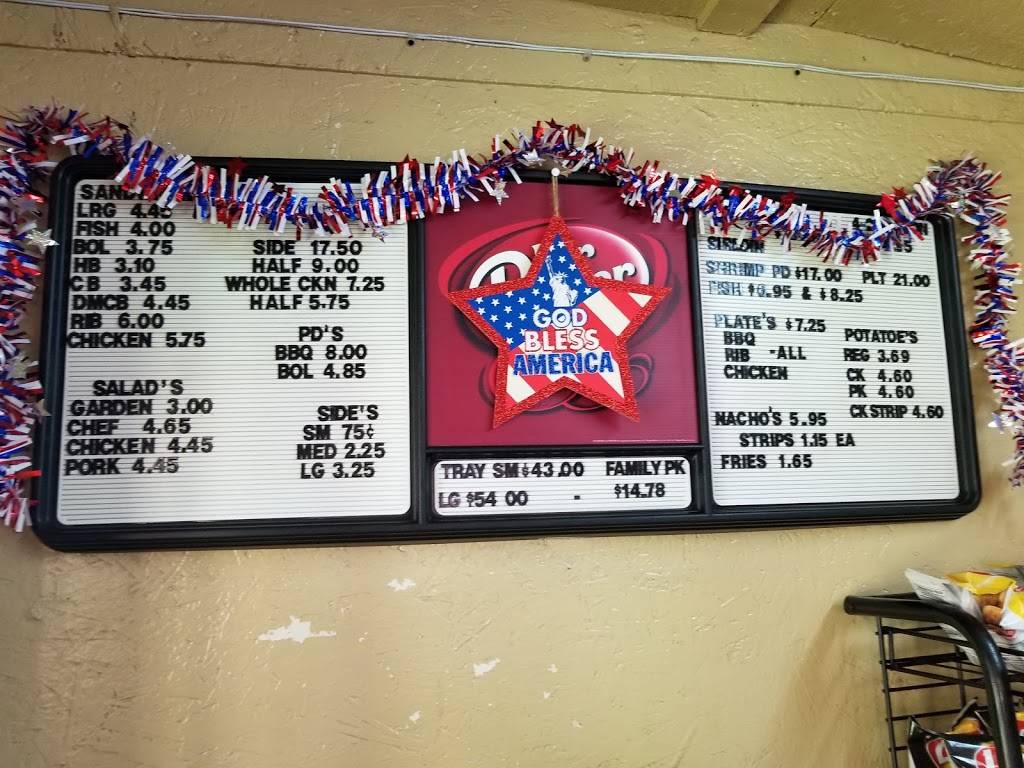 LRG 4.45
FISH 4.00
BOL 3.75
HB 3.10
CB 3.45
DMCB 4.45
RIB 6.00
CHICKEN 5.75
SALAD'S
GARDEN 3.00
CHEF 4.65
CHICKEN 4.45
PORK 4.45
SIDE 17.50
HALF 9.00
WHOLE CKN 7.25
HALF 5.75
PD'S
BBQ 8.00
BOL 4.85
SIDE'S
SM 75¢
MED 2.25
LG 3.25
GOD
BLESS
AMERICA
TRAY SM $43.00 FAMILY PK
LG $54 00 - $14.78
SIRLOIN
SHRIMP PD $17.00 PLT 21.00
FISH & $8.25
PLATE'S $7.25
BBQ
RIB -ALL
CHICKEN
POTATOE'S
REG 3.69
CK 4.60
PK 4.60
CK STRIP 4.60
NACHO'S 5.95
STRIPS 1.15 EA
FRIES 1.65